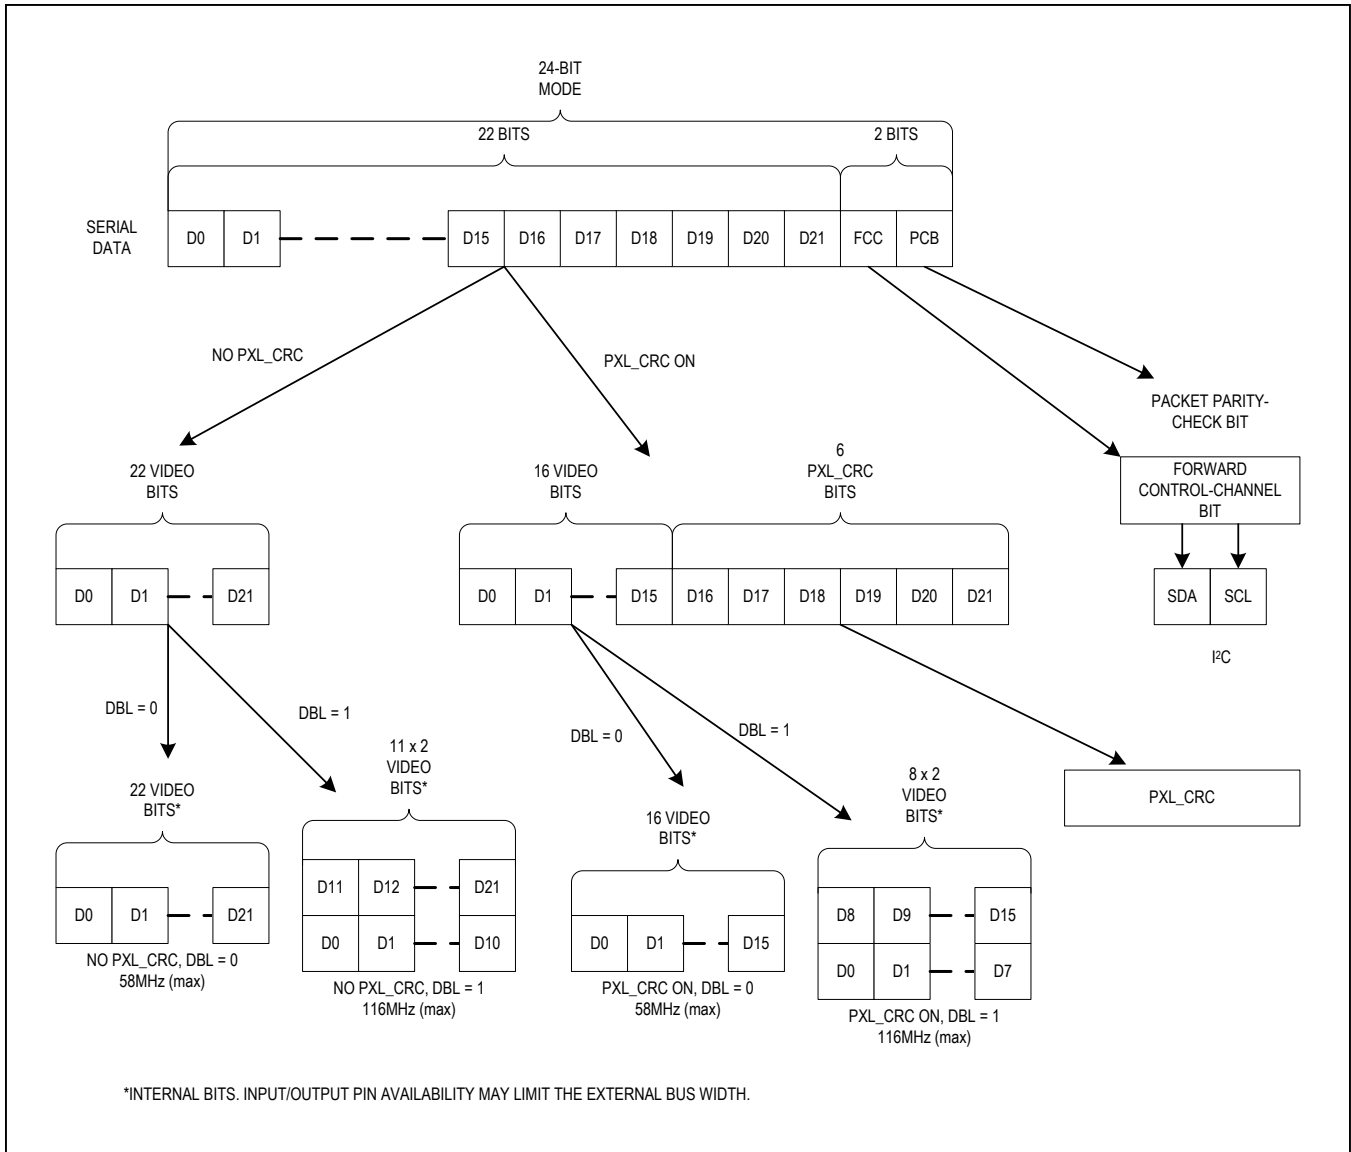 24-BIT
MODE
22 BITS
2 BITS
SERIAL
DATA
D0 D1 D15 D16 D17 D18 D19 D20 D21 FCC PCB
NO PXL_CRC
PXL_CRC ON
PACKET PARITY-
CHECK BIT
FORWARD
CONTROL-CHANNEL
BIT
SDA SCL
I²C
22 VIDEO
BITS
16 VIDEO
BITS
6
PXL_CRC
BITS
D0 D1 D21
D0 D1 D15 D16 D17 D18 D19 D20 D21
DBL = 0
DBL = 1
DBL = 0
DBL = 1
PXL_CRC
22 VIDEO
BITS*
D0 D1 D21
NO PXL_CRC, DBL = 0
58MHz (max)
11 x 2
VIDEO
BITS*
D11 D12 D21
D0 D1 D10
NO PXL_CRC, DBL = 1
116MHz (max)
16 VIDEO
BITS*
D0 D1 D15
PXL_CRC ON, DBL = 0
58MHz (max)
8 x 2
VIDEO
BITS*
D8 D9 D15
D0 D1 D7
PXL_CRC ON, DBL = 1
116MHz (max)
*INTERNAL BITS. INPUT/OUTPUT PIN AVAILABILITY MAY LIMIT THE EXTERNAL BUS WIDTH.